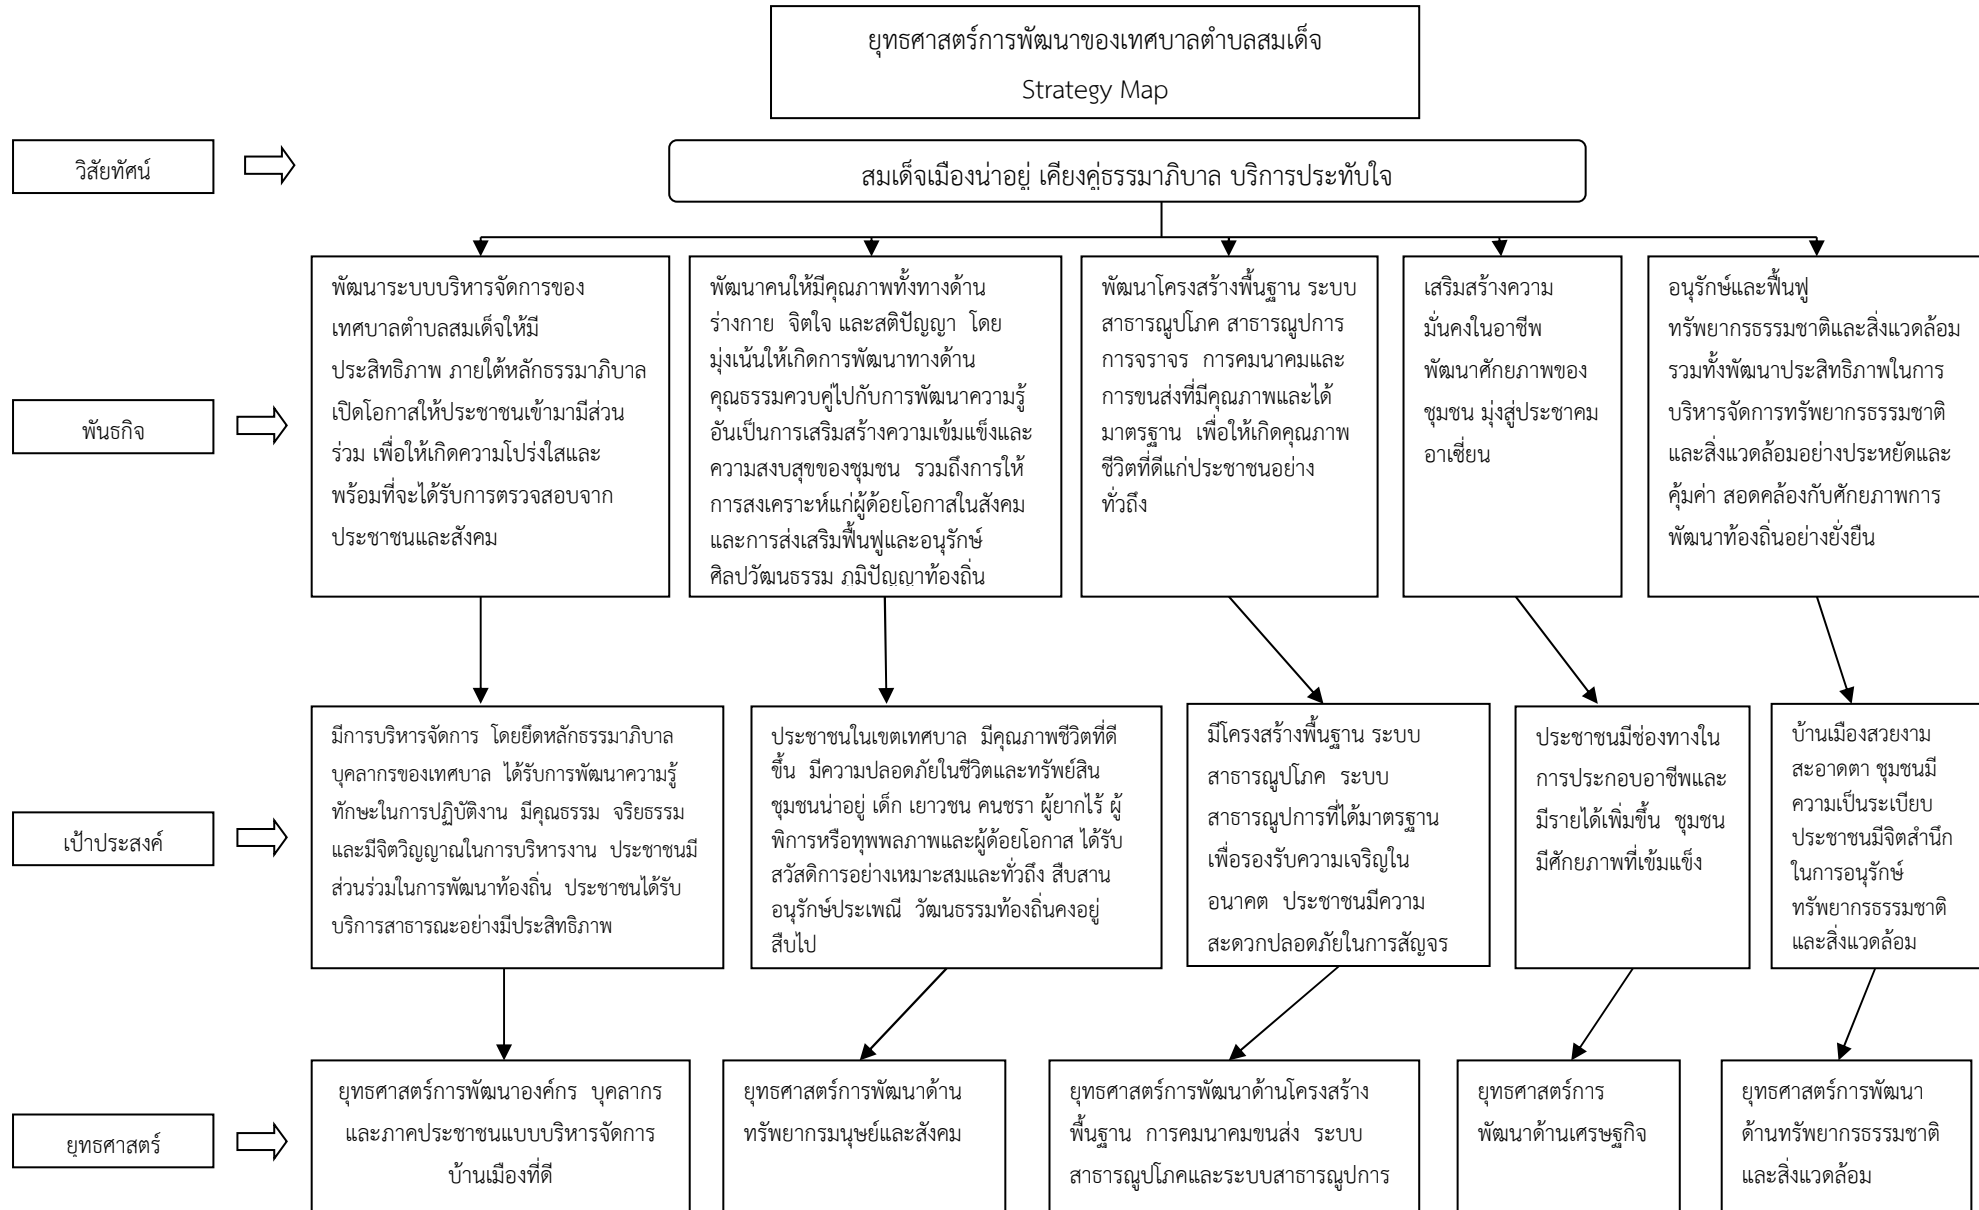 ยุทธศาสตร์การพัฒนาของเทศบาลตำบลสมเด็จ
Strategy Map
วิสัยทัศน์
สมเด็จเมืองน่าอยู่ เคียงคู่ธรรมาภิบาล บริการประทับใจ
พันธกิจ
พัฒนาระบบบริหารจัดการของ
เทศบาลตำบลสมเด็จให้มี
ประสิทธิภาพ ภายใต้หลักธรรมาภิบาล
เปิดโอกาสให้ประชาชนเข้ามามีส่วน
ร่วม เพื่อให้เกิดความโปร่งใสและ
พร้อมที่จะได้รับการตรวจสอบจาก
ประชาชนและสังคม
พัฒนาคนให้มีคุณภาพทั้งทางด้าน
ร่างกาย จิตใจ และสติปัญญา โดย
มุ่งเน้นให้เกิดการพัฒนาทางด้าน
คุณธรรมควบคู่ไปกับการพัฒนาความรู้
อันเป็นการเสริมสร้างความเข้มแข็งและ
ความสงบสุขของชุมชน รวมถึงการให้
การสงเคราะห์แก่ผู้ด้อยโอกาสในสังคม
และการส่งเสริมฟื้นฟูและอนุรักษ์
ศิลปวัฒนธรรม ภูมิปัญญาท้องถิ่น
พัฒนาโครงสร้างพื้นฐาน ระบบ
สาธารณูปโภค สาธารณูปการ
การจราจร การคมนาคมและ
การขนส่งที่มีคุณภาพและได้
มาตรฐาน เพื่อให้เกิดคุณภาพ
ชีวิตที่ดีแก่ประชาชนอย่าง
ทั่วถึง
เสริมสร้างความ
มั่นคงในอาชีพ
พัฒนาศักยภาพของ
ชุมชน มุ่งสู่ประชาคม
อาเซี่ยน
อนุรักษ์และฟื้นฟู
ทรัพยากรธรรมชาติและสิ่งแวดล้อม
รวมทั้งพัฒนาประสิทธิภาพในการ
บริหารจัดการทรัพยากรธรรมชาติ
และสิ่งแวดล้อมอย่างประหยัดและ
คุ้มค่า สอดคล้องกับศักยภาพการ
พัฒนาท้องถิ่นอย่างยั่งยืน
เป้าประสงค์
มีการบริหารจัดการ โดยยึดหลักธรรมาภิบาล
บุคลากรของเทศบาล ได้รับการพัฒนาความรู้
ทักษะในการปฏิบัติงาน มีคุณธรรม จริยธรรม
และมีจิตวิญญาณในการบริหารงาน ประชาชนมี
ส่วนร่วมในการพัฒนาท้องถิ่น ประชาชนได้รับ
บริการสาธารณะอย่างมีประสิทธิภาพ
ประชาชนในเขตเทศบาล มีคุณภาพชีวิตที่ดี
ขึ้น มีความปลอดภัยในชีวิตและทรัพย์สิน
ชุมชนน่าอยู่ เด็ก เยาวชน คนชรา ผู้ยากไร้ ผู้
พิการหรือทุพพลภาพและผู้ด้อยโอกาส ได้รับ
สวัสดิการอย่างเหมาะสมและทั่วถึง สืบสาน
อนุรักษ์ประเพณี วัฒนธรรมท้องถิ่นคงอยู่
สืบไป
มีโครงสร้างพื้นฐาน ระบบ
สาธารณูปโภค ระบบ
สาธารณูปการที่ได้มาตรฐาน
เพื่อรองรับความเจริญใน
อนาคต ประชาชนมีความ
สะดวกปลอดภัยในการสัญจร
ประชาชนมีช่องทางใน
การประกอบอาชีพและ
มีรายได้เพิ่มขึ้น ชุมชน
มีศักยภาพที่เข้มแข็ง
บ้านเมืองสวยงาม
สะอาดตา ชุมชนมี
ความเป็นระเบียบ
ประชาชนมีจิตสำนึก
ในการอนุรักษ์
ทรัพยากรธรรมชาติ
และสิ่งแวดล้อม
ยุทธศาสตร์
ยุทธศาสตร์การพัฒนาองค์กร บุคลากร
และภาคประชาชนแบบบริหารจัดการ
บ้านเมืองที่ดี
ยุทธศาสตร์การพัฒนาด้าน
ทรัพยากรมนุษย์และสังคม
ยุทธศาสตร์การพัฒนาด้านโครงสร้าง
พื้นฐาน การคมนาคมขนส่ง ระบบ
สาธารณูปโภคและระบบสาธารณูปการ
ยุทธศาสตร์การ
พัฒนาด้านเศรษฐกิจ
ยุทธศาสตร์การพัฒนา
ด้านทรัพยากรธรรมชาติ
และสิ่งแวดล้อม